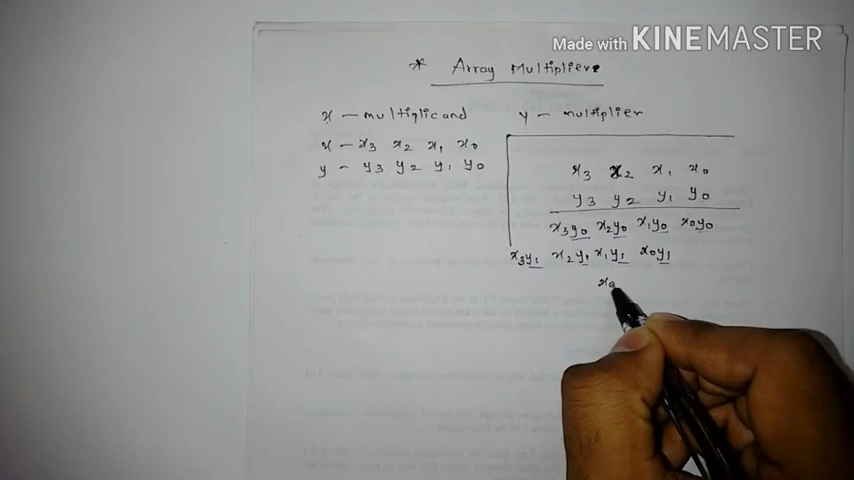 Made with KINEMASTER
* Array Multiplier
x – multiplicand
y – multiplier
x – x₃ x₂ x₁ x₀
y – y₃ y₂ y₁ y₀
x₃ x₂ x₁ x₀
y₃ y₂ y₁ y₀
x₃y₀ x₂y₀ x₁y₀ x₀y₀
x₃y₁ x₂y₁ x₁y₁ x₀y₁
x₀